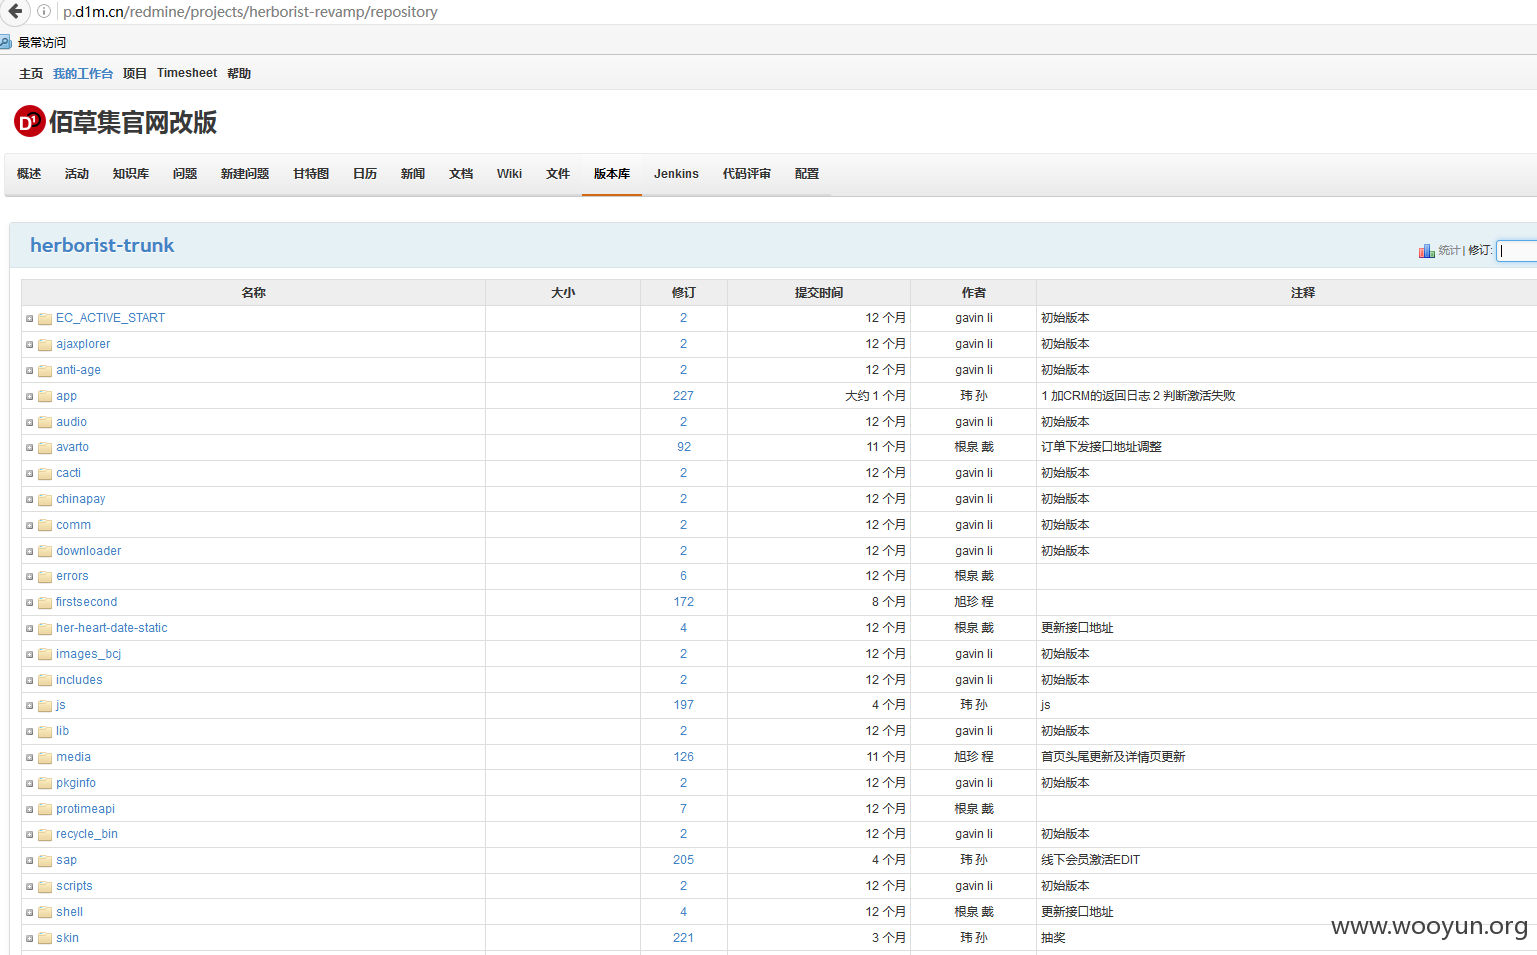 p.d1m.cn/redmine/projects/herborist-revamp/repository
最常访问
主页 我的工作台 项目 Timesheet 帮助
D1 佰草集官网改版
概述 活动 知识库 问题 新建问题 甘特图 日历 新闻 文档 Wiki 文件 版本库 Jenkins 代码评审 配置
herborist-trunk
统计 | 修订:
名称 大小 修订 提交时间 作者 注释
EC_ACTIVE_START 2 12 个月 gavin li 初始版本
ajaxplorer 2 12 个月 gavin li 初始版本
anti-age 2 12 个月 gavin li 初始版本
app 227 大约 1 个月 玮 孙 1 加CRM的返回日志 2 判断激活失败
audio 2 12 个月 gavin li 初始版本
avarto 92 11 个月 根泉 戴 订单下发接口地址调整
cacti 2 12 个月 gavin li 初始版本
chinapay 2 12 个月 gavin li 初始版本
comm 2 12 个月 gavin li 初始版本
downloader 2 12 个月 gavin li 初始版本
errors 6 12 个月 根泉 戴
firstsecond 172 8 个月 旭珍 程
her-heart-date-static 4 12 个月 根泉 戴 更新接口地址
images_bcj 2 12 个月 gavin li 初始版本
includes 2 12 个月 gavin li 初始版本
js 197 4 个月 玮 孙 js
lib 2 12 个月 gavin li 初始版本
media 126 11 个月 旭珍 程 首页头尾更新及详情页更新
pkginfo 2 12 个月 gavin li 初始版本
protimeapi 7 12 个月 根泉 戴
recycle_bin 2 12 个月 gavin li 初始版本
sap 205 4 个月 玮 孙 线下会员激活EDIT
scripts 2 12 个月 gavin li 初始版本
shell 4 12 个月 根泉 戴 更新接口地址
skin 221 3 个月 玮 孙 抽奖
www.wooyun.org